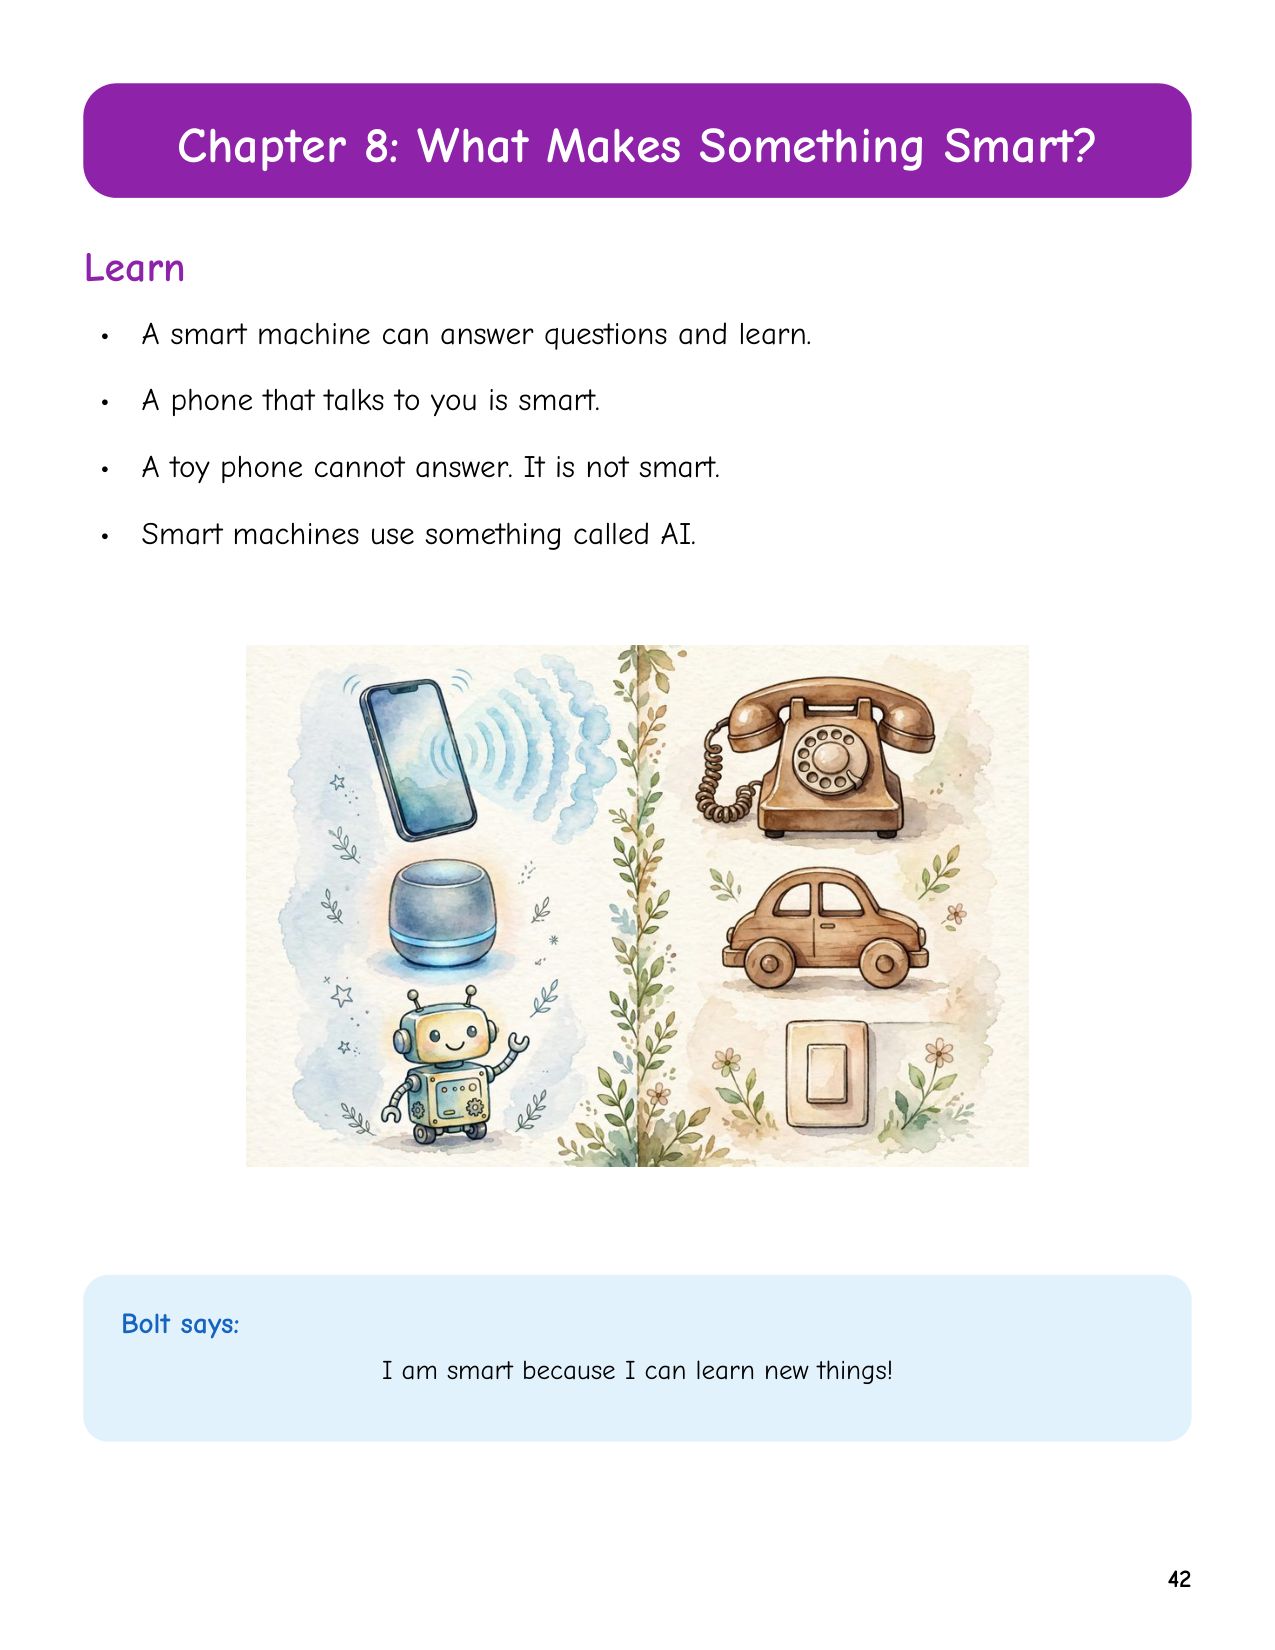 Chapter 8: What Makes Something Smart?
Learn
• A smart machine can answer questions and learn.
• A phone that talks to you is smart.
• A toy phone cannot answer. It is not smart.
• Smart machines use something called AI.
Bolt says:
I am smart because I can learn new things!
42